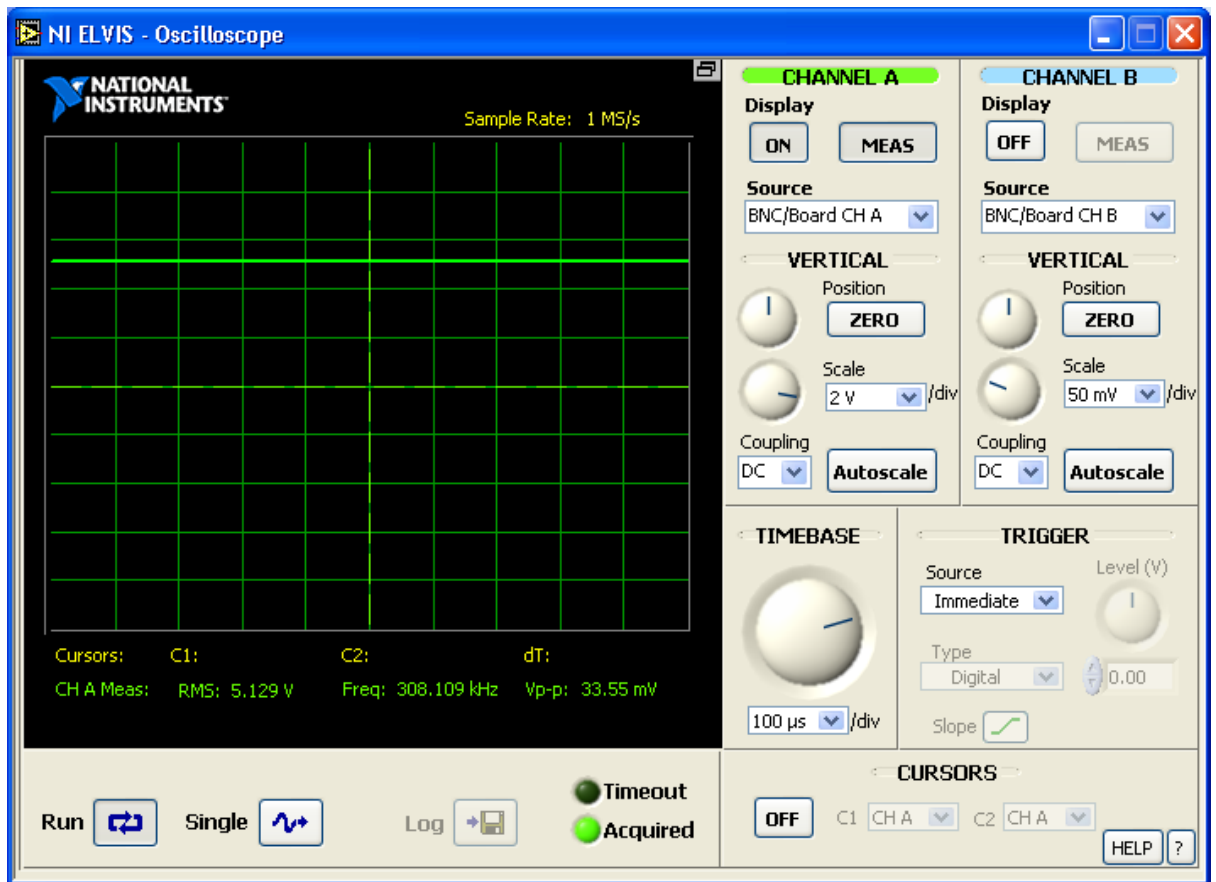 NI ELVIS - Oscilloscope
NATIONAL
INSTRUMENTS™
Sample Rate: 1 MS/s
Cursors: C1: C2: dT:
CH A Meas: RMS: 5.129 V Freq: 308.109 kHz Vp-p: 33.55 mV
CHANNEL A
Display
ON MEAS
Source
BNC/Board CH A
VERTICAL
Position
ZERO
Scale
2 V /div
Coupling
DC Autoscale
CHANNEL B
Display
OFF MEAS
Source
BNC/Board CH B
VERTICAL
Position
ZERO
Scale
50 mV /div
Coupling
DC Autoscale
TIMEBASE
100 µs /div
TRIGGER
Source
Immediate
Level (V)
Type
Digital
0.00
Slope
Run Single Log
Timeout
Acquired
CURSORS
OFF C1 CH A C2 CH A
HELP ?